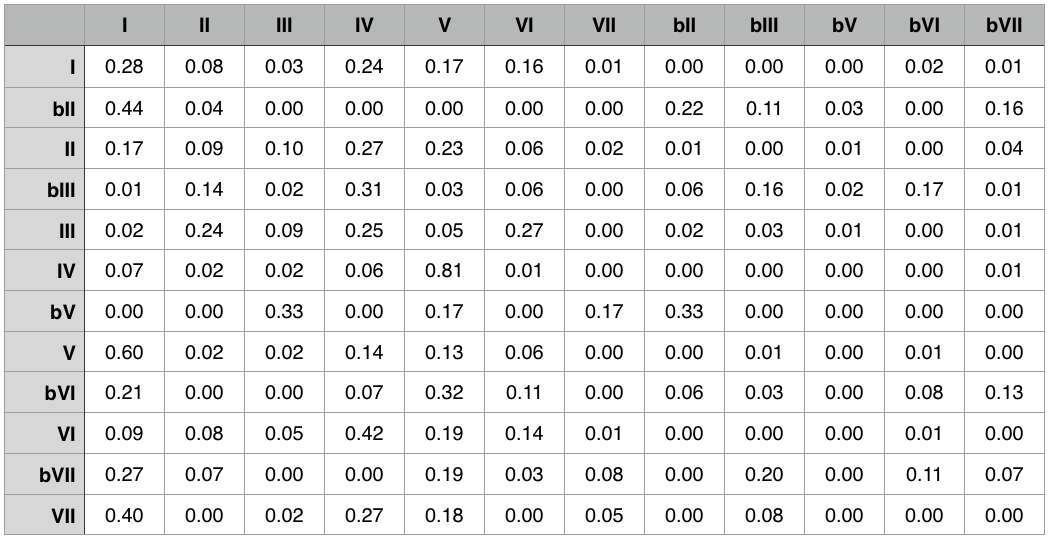 I II III IV V VI VII bII bIII bV bVI bVII
I 0.28 0.08 0.03 0.24 0.17 0.16 0.01 0.00 0.00 0.00 0.02 0.01
bII 0.44 0.04 0.00 0.00 0.00 0.00 0.00 0.22 0.11 0.03 0.00 0.16
II 0.17 0.09 0.10 0.27 0.23 0.06 0.02 0.01 0.00 0.01 0.00 0.04
bIII 0.01 0.14 0.02 0.31 0.03 0.06 0.00 0.06 0.16 0.02 0.17 0.01
III 0.02 0.24 0.09 0.25 0.05 0.27 0.00 0.02 0.03 0.01 0.00 0.01
IV 0.07 0.02 0.02 0.06 0.81 0.01 0.00 0.00 0.00 0.00 0.00 0.01
bV 0.00 0.00 0.33 0.00 0.17 0.00 0.17 0.33 0.00 0.00 0.00 0.00
V 0.60 0.02 0.02 0.14 0.13 0.06 0.00 0.00 0.01 0.00 0.01 0.00
bVI 0.21 0.00 0.00 0.07 0.32 0.11 0.00 0.06 0.03 0.00 0.08 0.13
VI 0.09 0.08 0.05 0.42 0.19 0.14 0.01 0.00 0.00 0.00 0.01 0.00
bVII 0.27 0.07 0.00 0.00 0.19 0.03 0.08 0.00 0.20 0.00 0.11 0.07
VII 0.40 0.00 0.02 0.27 0.18 0.00 0.05 0.00 0.08 0.00 0.00 0.00